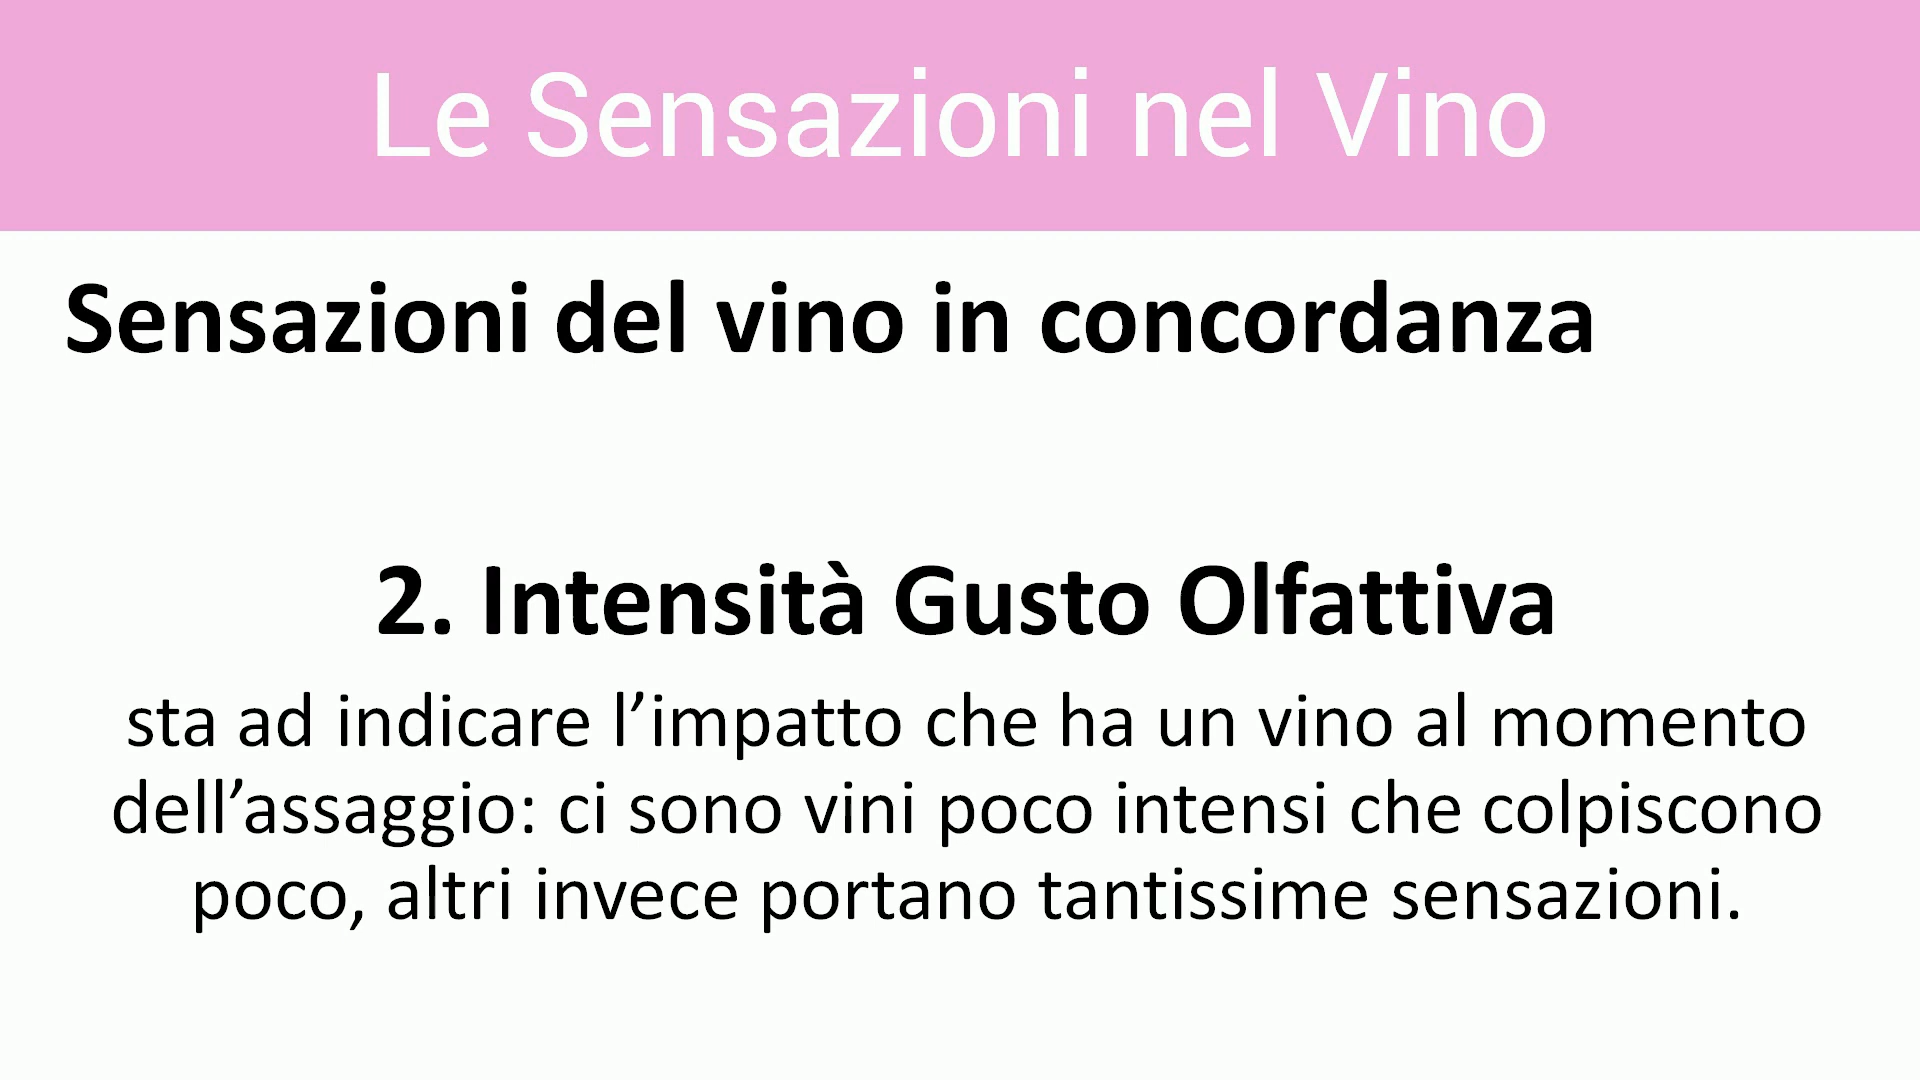 Le Sensazioni nel Vino
Sensazioni del vino in concordanza
2. Intensità Gusto Olfattiva
sta ad indicare l’impatto che ha un vino al momento
dell’assaggio: ci sono vini poco intensi che colpiscono
poco, altri invece portano tantissime sensazioni.